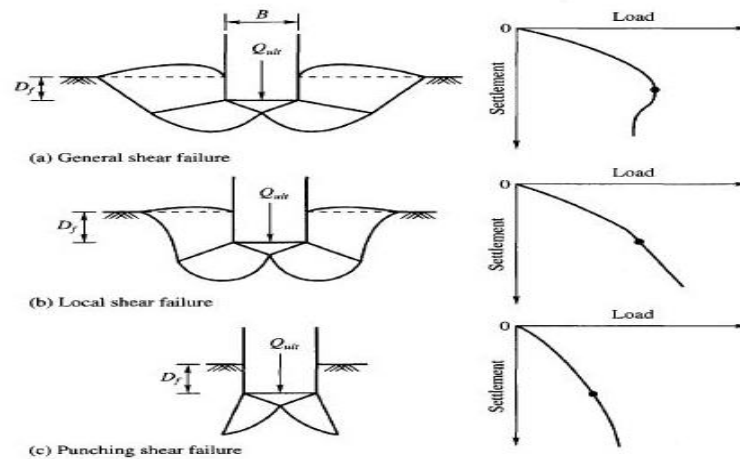 B
Load
O
Q_ult
D_f
Settlement
(a) General shear failure
Load
O
Q_ult
D_f
Settlement
(b) Local shear failure
Load
O
Q_ult
D_f
Settlement
(c) Punching shear failure